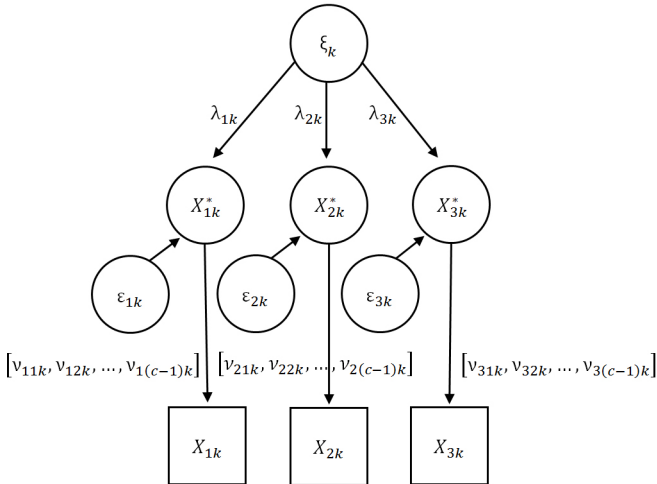 ξₖ
λ₁ₖ λ₂ₖ λ₃ₖ
X*₁ₖ X*₂ₖ X*₃ₖ
ε₁ₖ ε₂ₖ ε₃ₖ
[ν₁₁ₖ, ν₁₂ₖ, …, ν₁₍c₋₁₎ₖ] [ν₂₁ₖ, ν₂₂ₖ, …, ν₂₍c₋₁₎ₖ] [ν₃₁ₖ, ν₃₂ₖ, …, ν₃₍c₋₁₎ₖ]
X₁ₖ X₂ₖ X₃ₖ